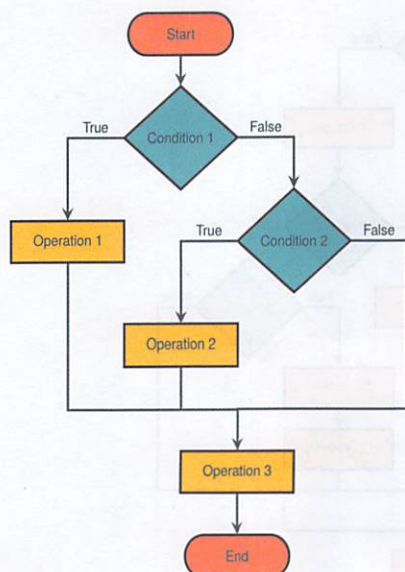 Start
True
Condition 1
False
Operation 1
True
Condition 2
False
Operation 2
Operation 3
End